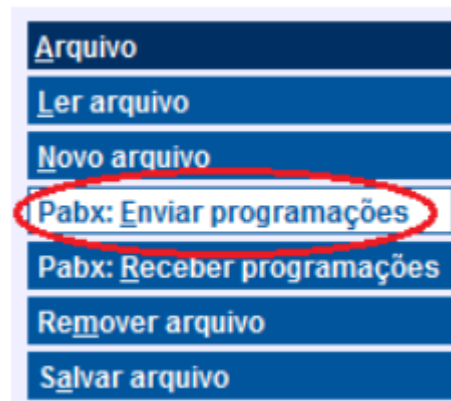 Arquivo
Ler arquivo
Novo arquivo
Pabx: Enviar programações
Pabx: Receber programações
Remover arquivo
Salvar arquivo